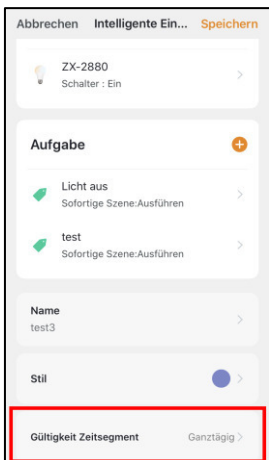 Abbrechen Intelligente Ein... Speichern
ZX-2880
Schalter : Ein
Aufgabe
Licht aus
Sofortige Szene:Ausführen
test
Sofortige Szene:Ausführen
Name
test3
Stil
Gültigkeit Zeitsegment Ganztägig